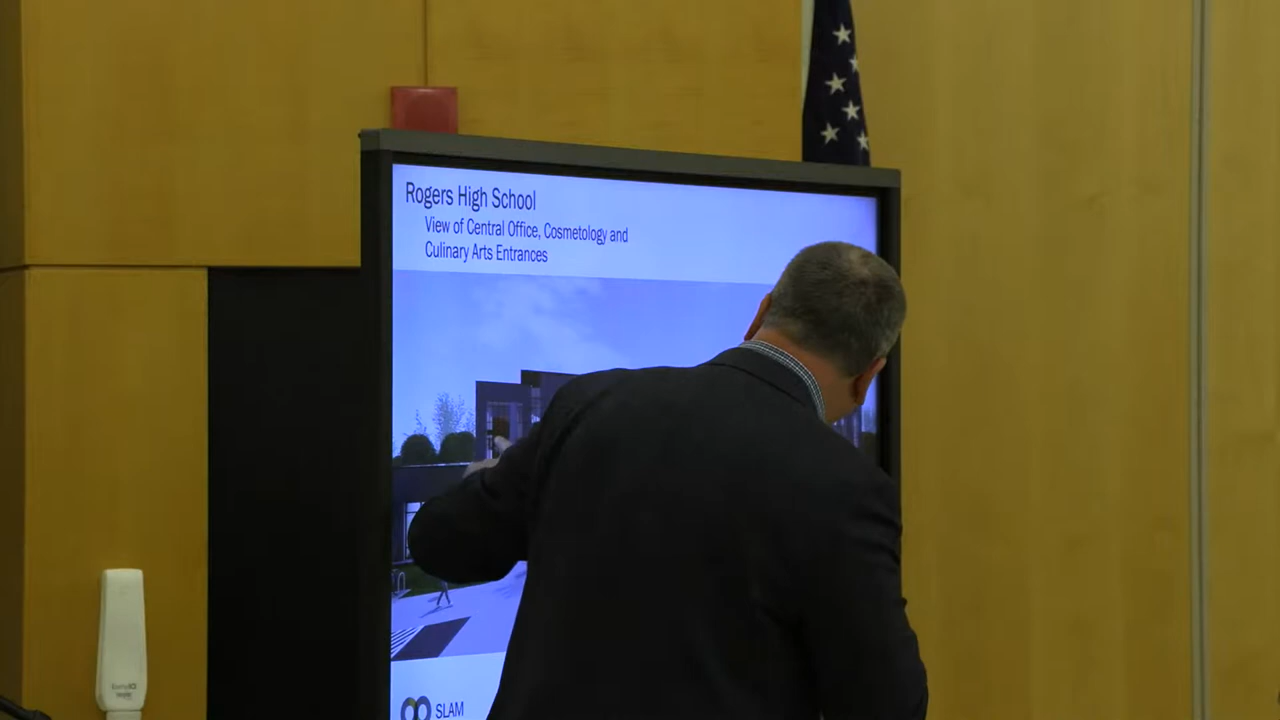 Rogers High School
View of Central Office, Cosmetology and
Culinary Arts Entrances
SLAM